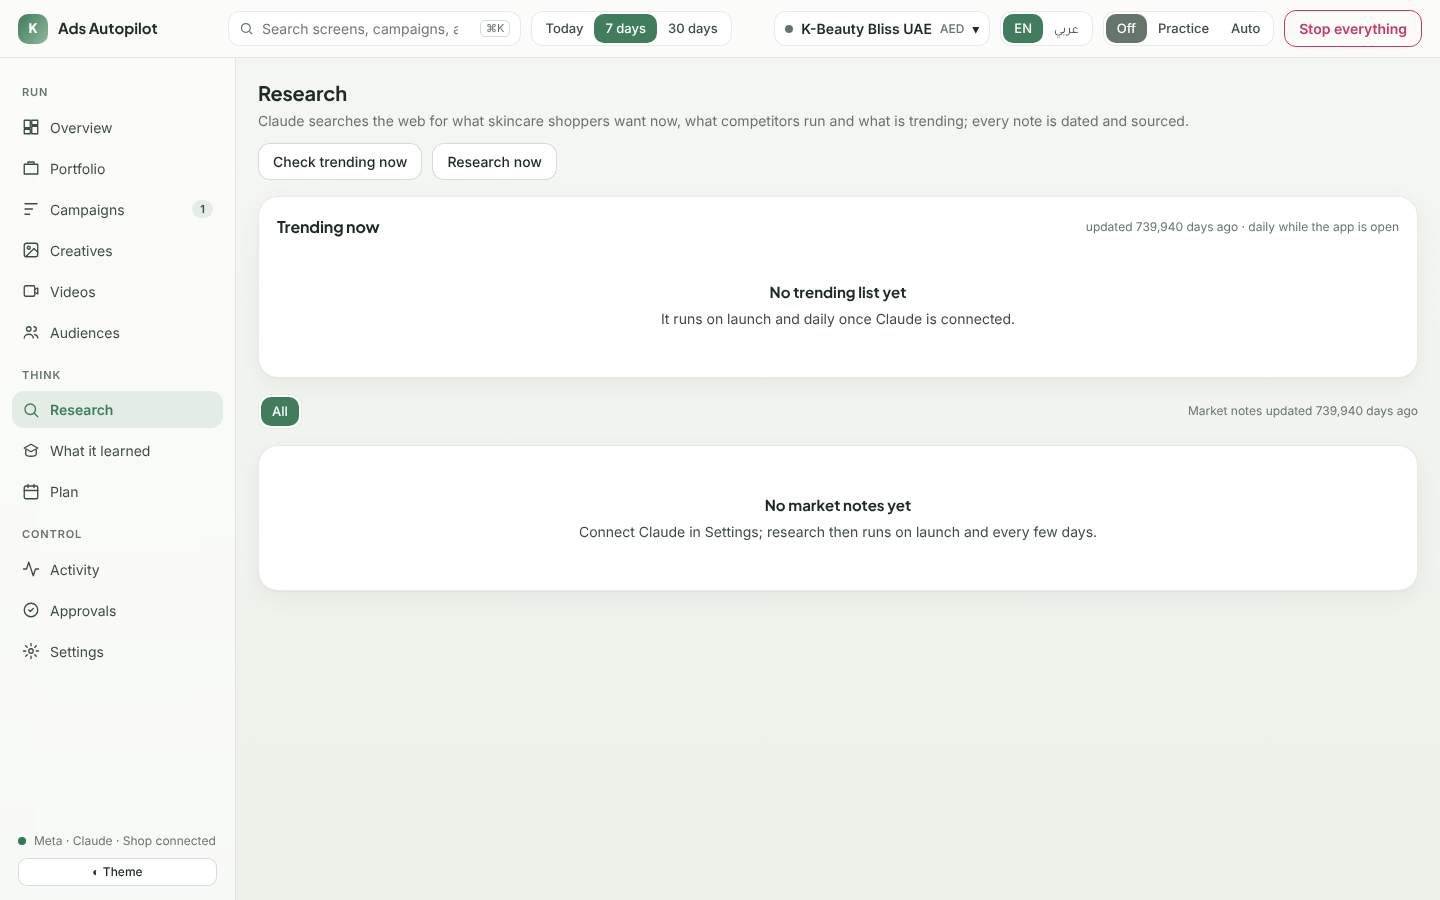 K
Ads Autopilot
Search screens, campaigns, a
⌘K
Today
7 days
30 days
K-Beauty Bliss UAE AED ▾
EN
عربي
Off
Practice
Auto
Stop everything
RUN
Overview
Portfolio
Campaigns 1
Creatives
Videos
Audiences
THINK
Research
What it learned
Plan
CONTROL
Activity
Approvals
Settings
Meta · Claude · Shop connected
Theme
Research
Claude searches the web for what skincare shoppers want now, what competitors run and what is trending; every note is dated and sourced.
Check trending now
Research now
Trending now
updated 739,940 days ago · daily while the app is open
No trending list yet
It runs on launch and daily once Claude is connected.
All
Market notes updated 739,940 days ago
No market notes yet
Connect Claude in Settings; research then runs on launch and every few days.